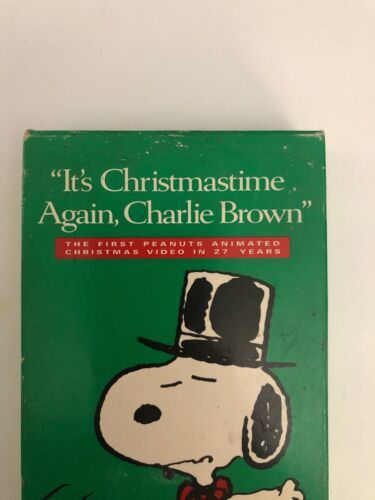 “It's Christmastime
Again, Charlie Brown”
THE FIRST PEANUTS ANIMATED
CHRISTMAS VIDEO IN 27 YEARS